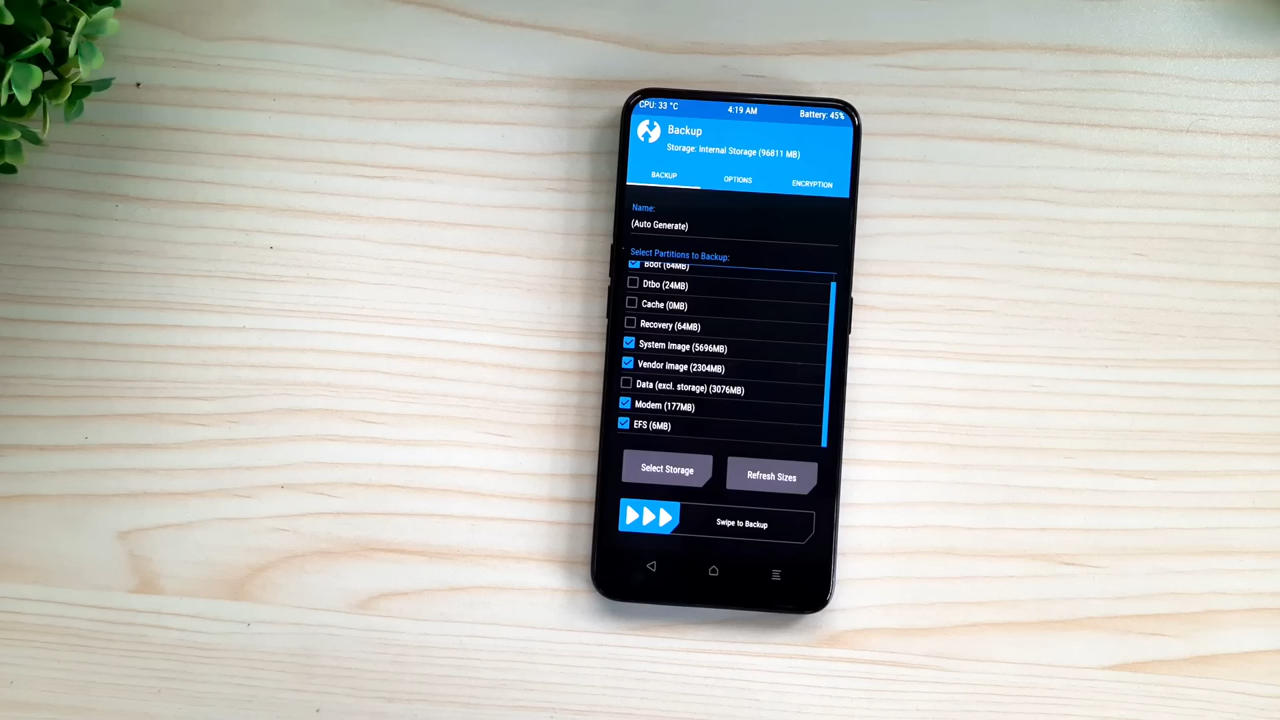 CPU: 33 °C 4:19 AM Battery: 45%
Backup
Storage: Internal Storage (96811 MB)
BACKUP OPTIONS ENCRYPTION
Name:
(Auto Generate)
Select Partitions to Backup:
Boot (64MB)
Dtbo (24MB)
Cache (0MB)
Recovery (64MB)
System Image (5696MB)
Vendor Image (2304MB)
Data (excl. storage) (3076MB)
Modem (177MB)
EFS (6MB)
Select Storage Refresh Sizes
Swipe to Backup